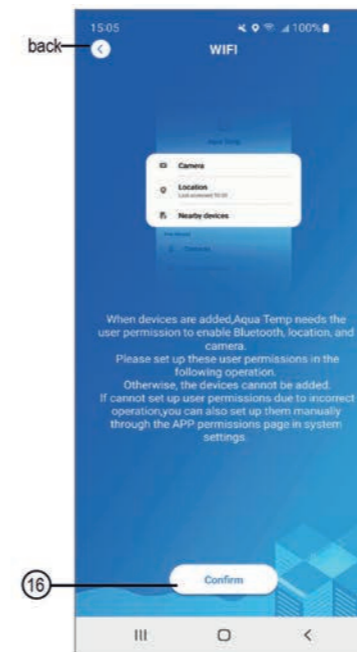 15:05
100%
back
WIFI
Aqua Temp
Camera
Location
Nearby devices
When devices are added,Aqua Temp needs the
user permission to enable Bluetooth, location, and
camera.
Please set up these user permissions in the
following operation.
Otherwise, the devices cannot be added.
If cannot set up user permissions due to incorrect
operation,you can also set up them manually
through the APP permissions page in system
settings.
16
Confirm